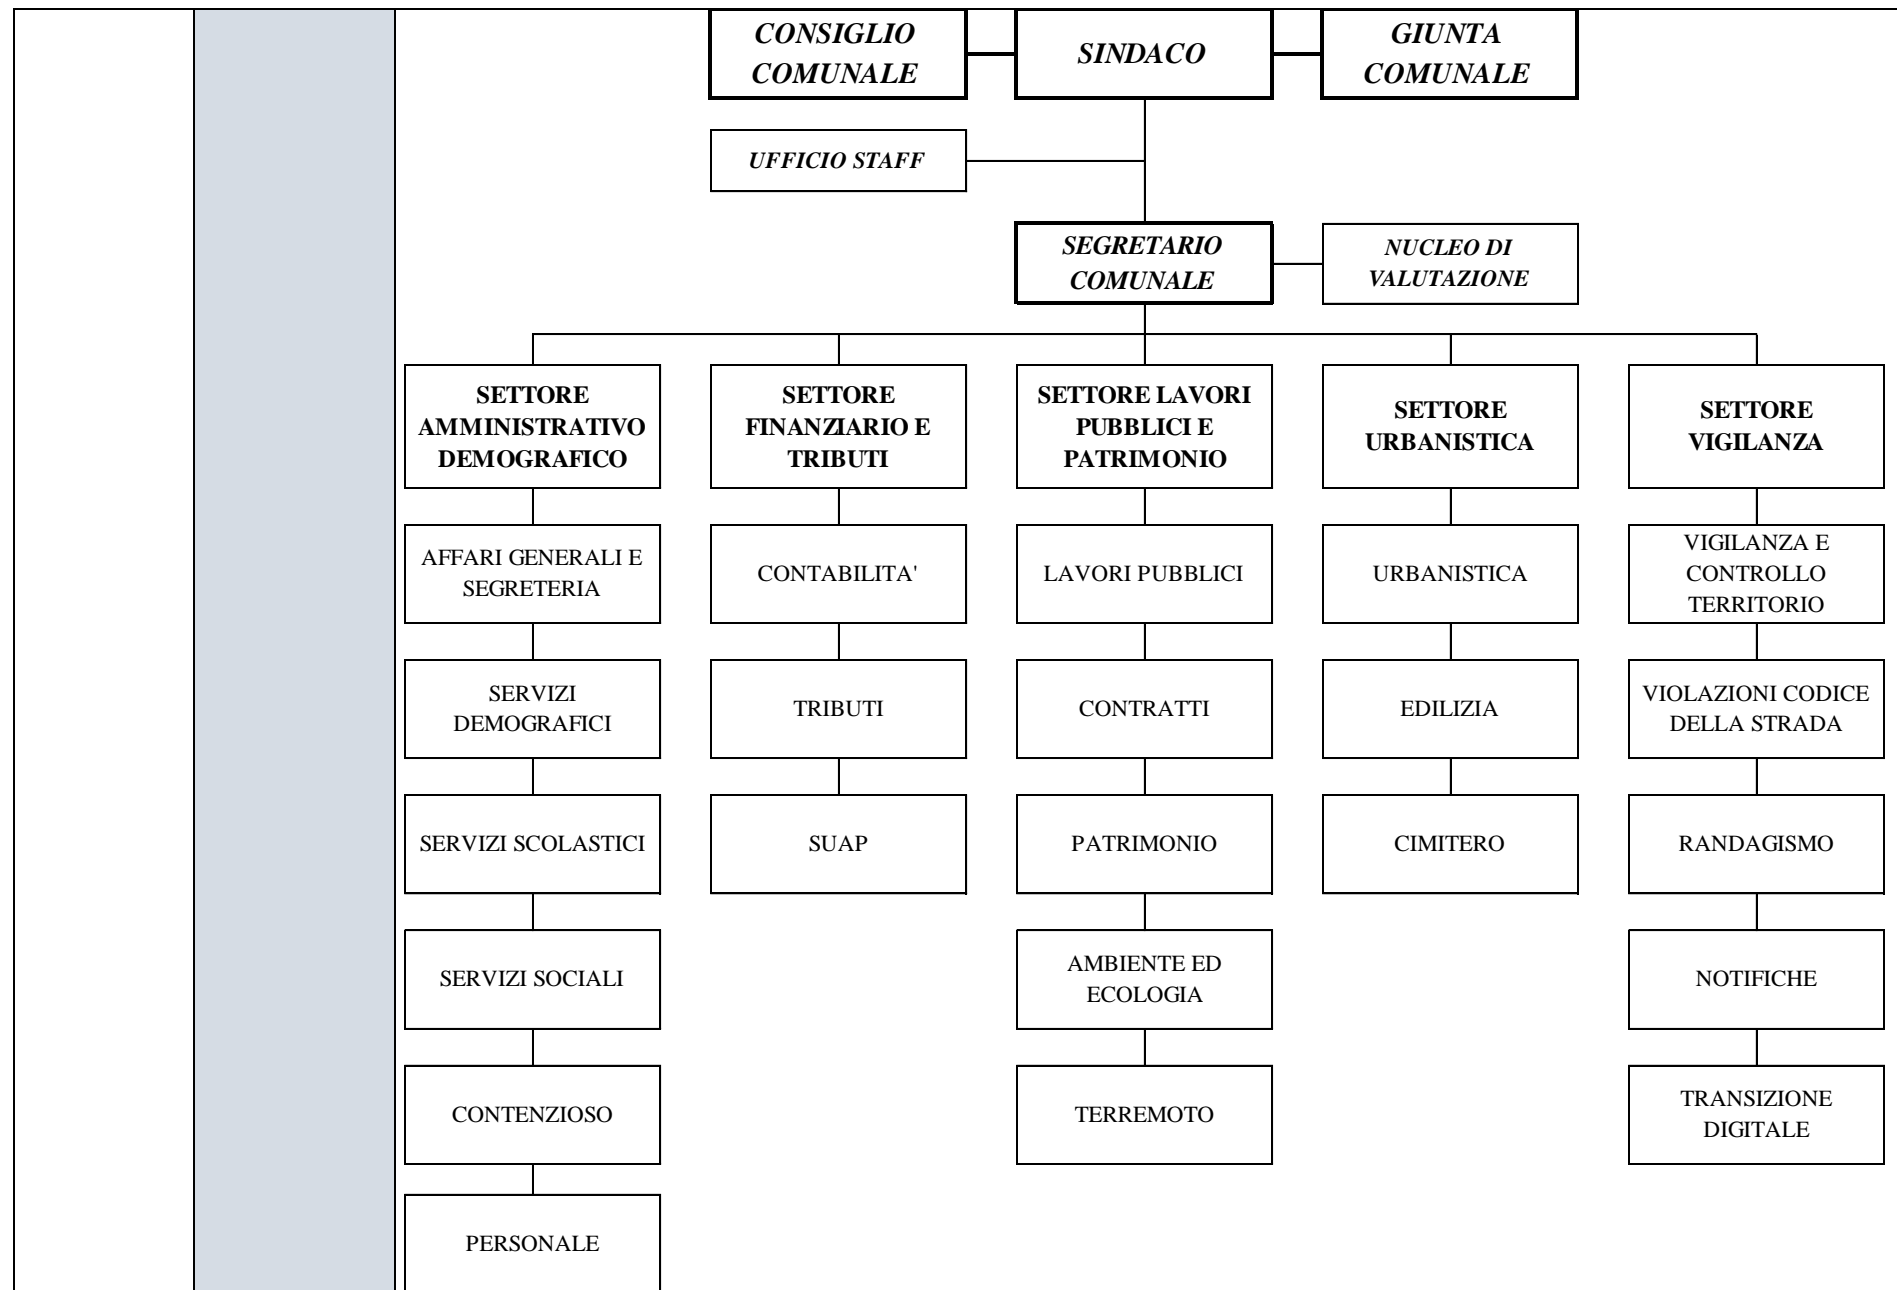 CONSIGLIO
COMUNALE
SINDACO
GIUNTA
COMUNALE
UFFICIO STAFF
SEGRETARIO
COMUNALE
NUCLEO DI
VALUTAZIONE
SETTORE
AMMINISTRATIVO
DEMOGRAFICO
SETTORE
FINANZIARIO E
TRIBUTI
SETTORE LAVORI
PUBBLICI E
PATRIMONIO
SETTORE
URBANISTICA
SETTORE
VIGILANZA
AFFARI GENERALI E
SEGRETERIA
CONTABILITA'
LAVORI PUBBLICI
URBANISTICA
VIGILANZA E
CONTROLLO
TERRITORIO
SERVIZI
DEMOGRAFICI
TRIBUTI
CONTRATTI
EDILIZIA
VIOLAZIONI CODICE
DELLA STRADA
SERVIZI SCOLASTICI
SUAP
PATRIMONIO
CIMITERO
RANDAGISMO
SERVIZI SOCIALI
AMBIENTE ED
ECOLOGIA
NOTIFICHE
CONTENZIOSO
TERREMOTO
TRANSIZIONE
DIGITALE
PERSONALE